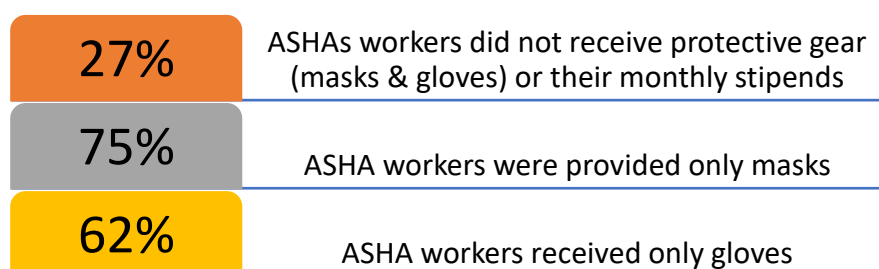 27%
ASHAs workers did not receive protective gear
(masks & gloves) or their monthly stipends
75%
ASHA workers were provided only masks
62%
ASHA workers received only gloves